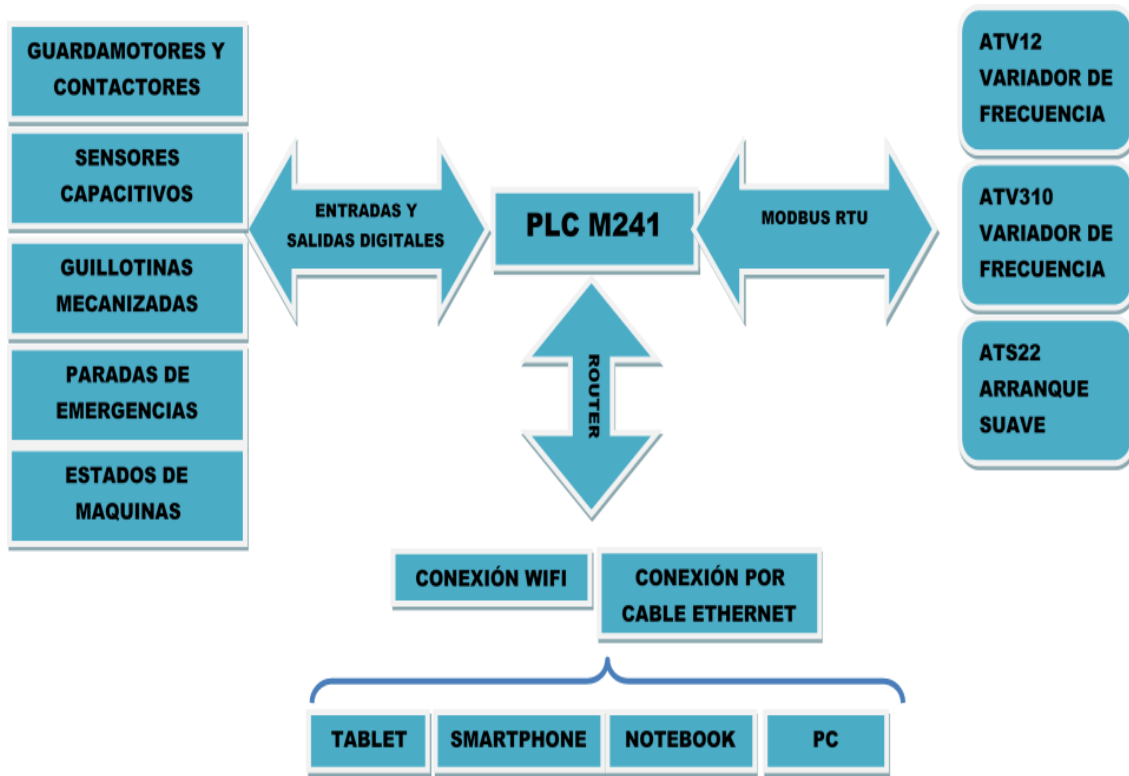 GUARDAMOTORES Y
CONTACTORES
SENSORES
CAPACITIVOS
GUILLOTINAS
MECANIZADAS
PARADAS DE
EMERGENCIAS
ESTADOS DE
MAQUINAS
ENTRADAS Y
SALIDAS DIGITALES
PLC M241
MODBUS RTU
ATV12
VARIADOR DE
FRECUENCIA
ATV310
VARIADOR DE
FRECUENCIA
ATS22
ARRANQUE
SUAVE
ROUTER
CONEXIÓN WIFI
CONEXIÓN POR
CABLE ETHERNET
TABLET
SMARTPHONE
NOTEBOOK
PC